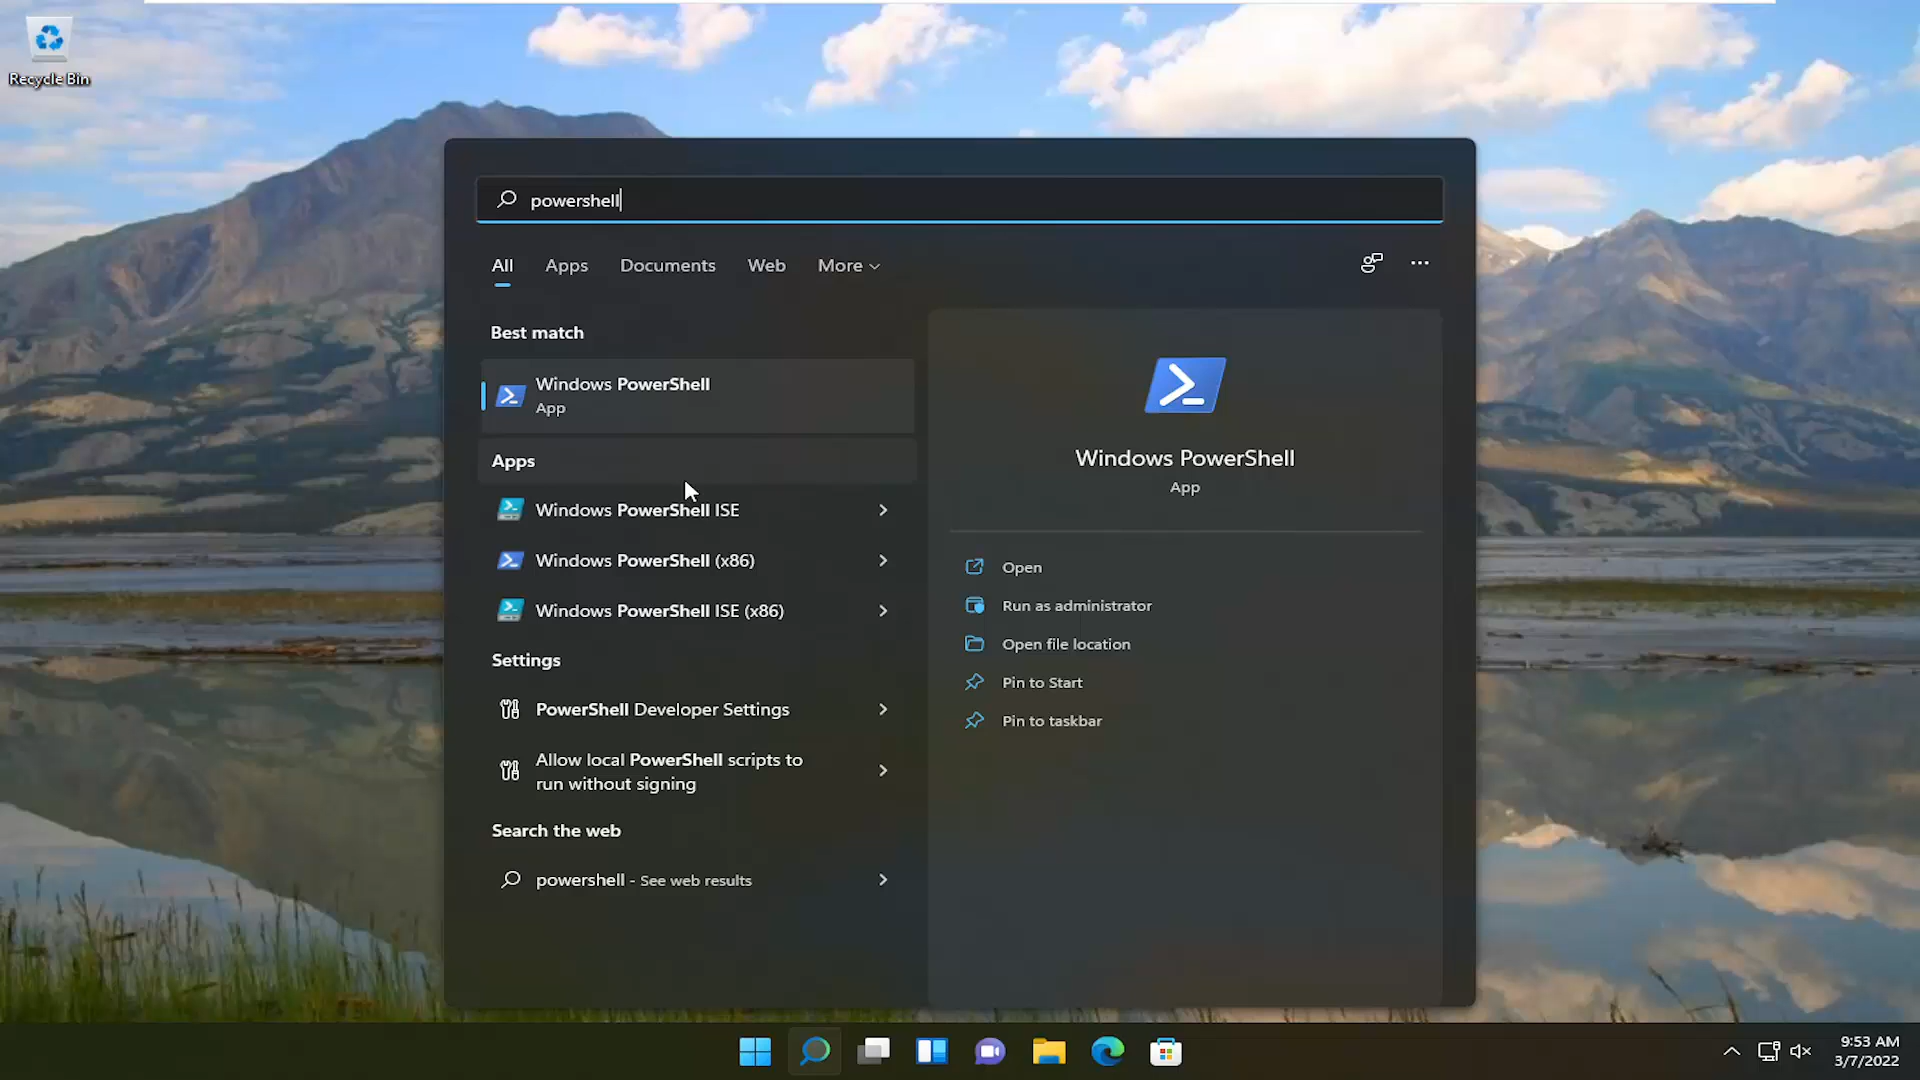 Recycle Bin
powershell
All Apps Documents Web More
Best match
Windows PowerShell
App
Apps
Windows PowerShell ISE
Windows PowerShell (x86)
Windows PowerShell ISE (x86)
Settings
PowerShell Developer Settings
Allow local PowerShell scripts to
run without signing
Search the web
powershell - See web results
Windows PowerShell
App
Open
Run as administrator
Open file location
Pin to Start
Pin to taskbar
9:53 AM
3/7/2022